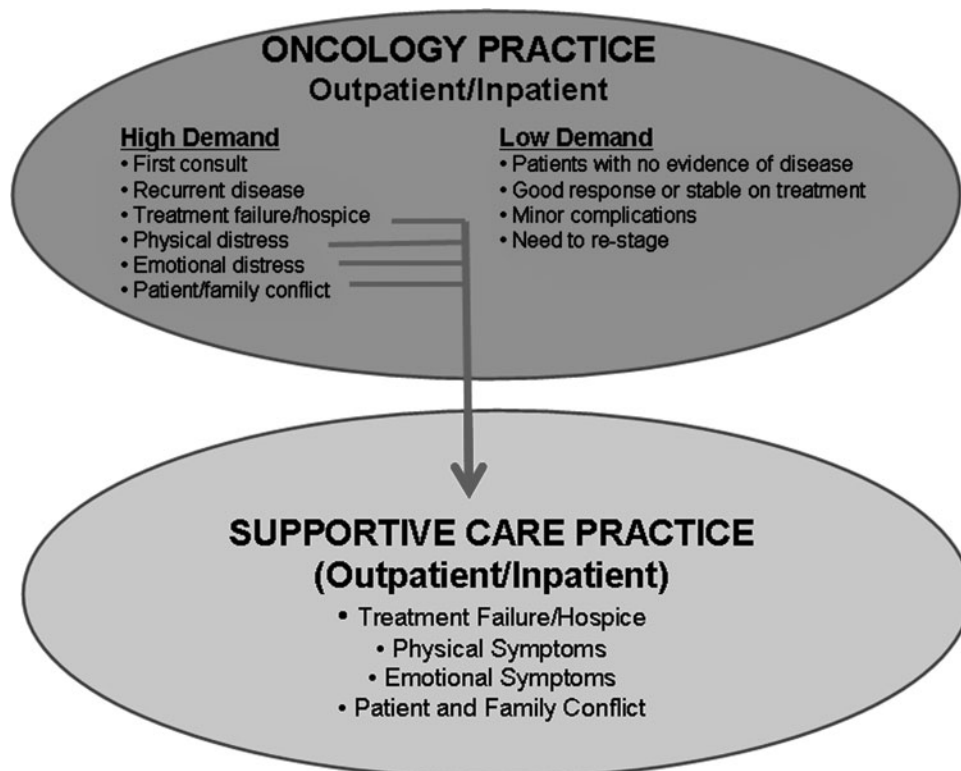 ONCOLOGY PRACTICE
Outpatient/Inpatient
High Demand
• First consult
• Recurrent disease
• Treatment failure/hospice
• Physical distress
• Emotional distress
• Patient/family conflict
Low Demand
• Patients with no evidence of disease
• Good response or stable on treatment
• Minor complications
• Need to re-stage
SUPPORTIVE CARE PRACTICE
(Outpatient/Inpatient)
• Treatment Failure/Hospice
• Physical Symptoms
• Emotional Symptoms
• Patient and Family Conflict